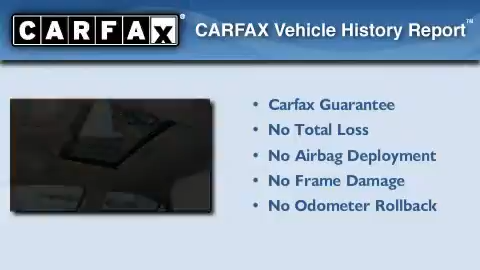 CARFAX® CARFAX Vehicle History Report™
• Carfax Guarantee
• No Total Loss
• No Airbag Deployment
• No Frame Damage
• No Odometer Rollback